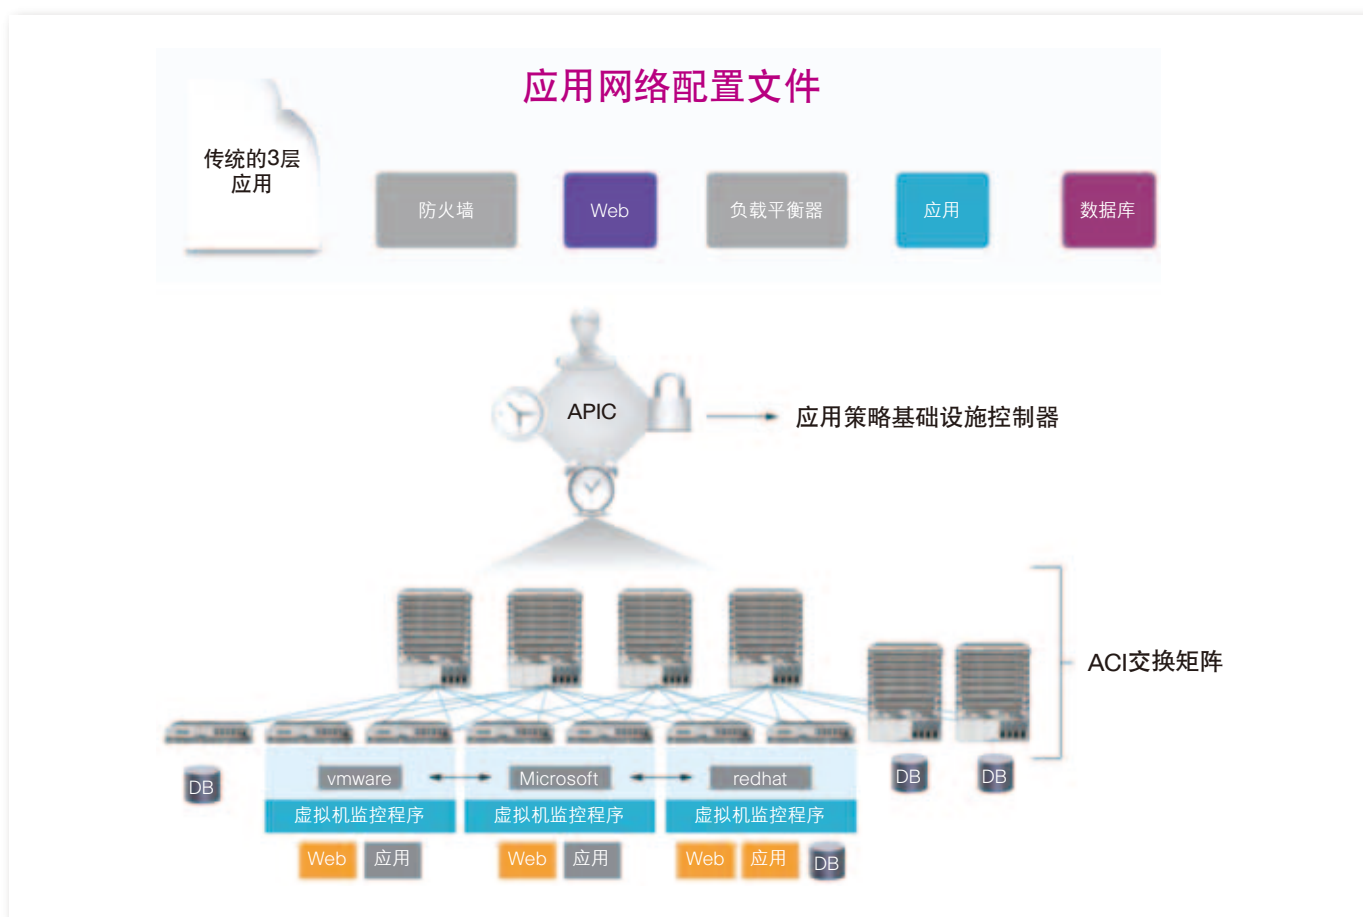 应用网络配置文件
传统的3层
应用
防火墙
Web
负载平衡器
应用
数据库
APIC
应用策略基础设施控制器
ACI交换矩阵
DB
vmware
Microsoft
redhat
DB
DB
虚拟机监控程序
虚拟机监控程序
虚拟机监控程序
Web
应用
Web
应用
Web
应用
DB